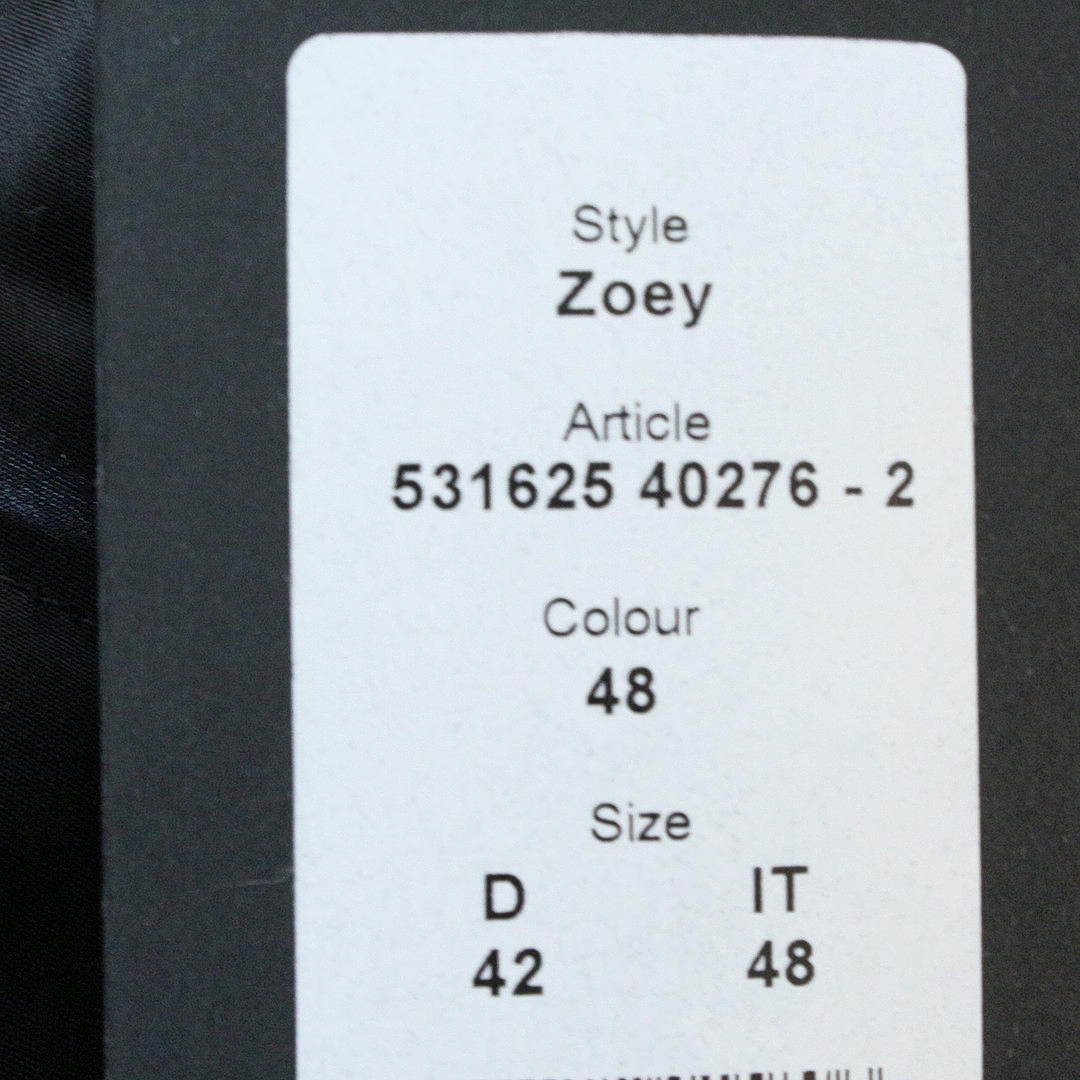 Style
Zoey
Article
531625 40276 - 2
Colour
48
Size
D IT
42 48